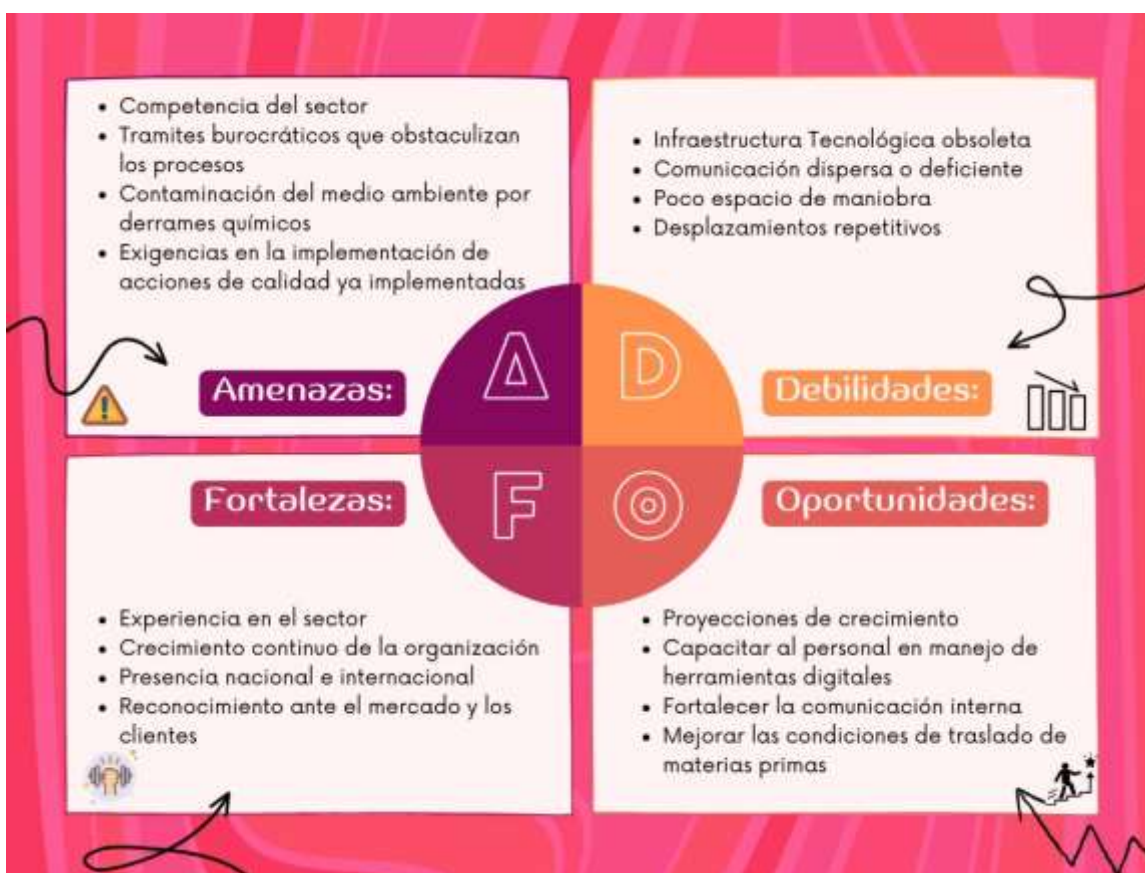 • Competencia del sector
• Tramites burocráticos que obstaculizan
los procesos
• Contaminación del medio ambiente por
derrames químicos
• Exigencias en la implementación de
acciones de calidad ya implementadas
Amenazas:
A
• Infraestructura Tecnológica obsoleta
• Comunicación dispersa o deficiente
• Poco espacio de maniobra
• Desplazamientos repetitivos
D
Debilidades:
Fortalezas:
F
• Experiencia en el sector
• Crecimiento continuo de la organización
• Presencia nacional e internacional
• Reconocimiento ante el mercado y los
clientes
O
Oportunidades:
• Proyecciones de crecimiento
• Capacitar al personal en manejo de
herramientas digitales
• Fortalecer la comunicación interna
• Mejorar las condiciones de traslado de
materias primas